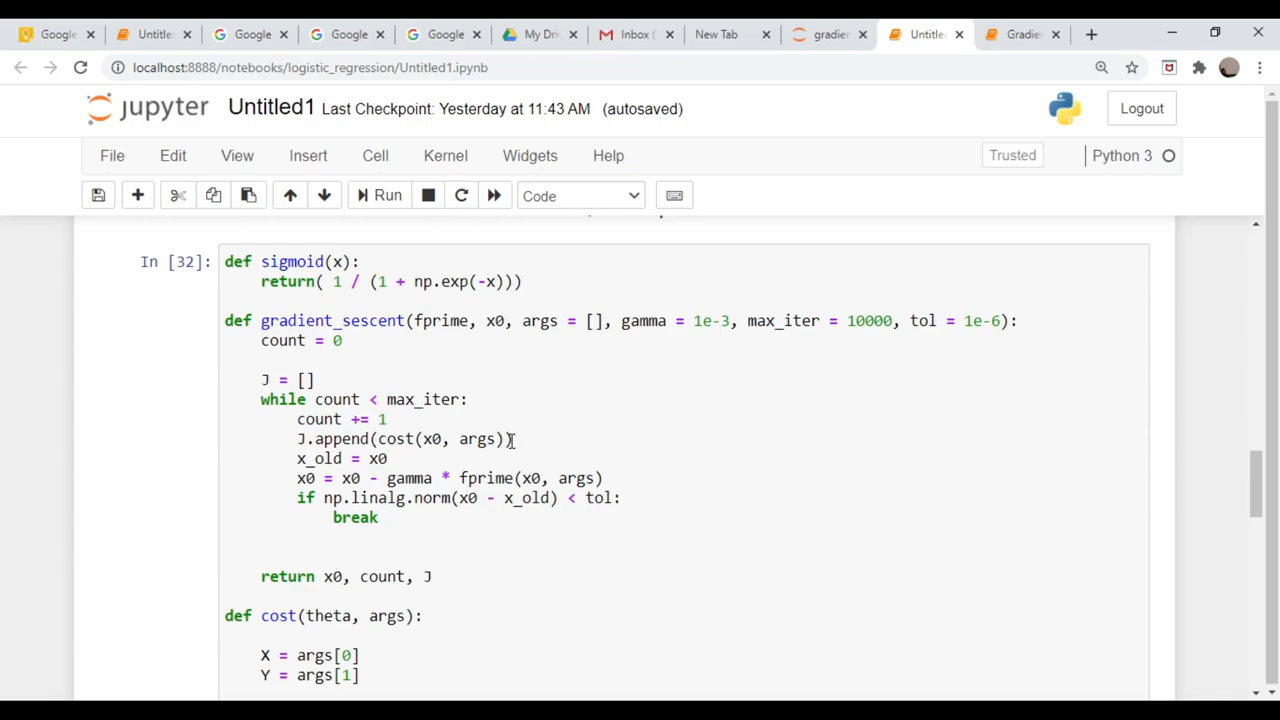 Google
Untitle
Google
Google
Google
My Dri
Inbox (
New Tab
gradien
Untitle
Gradier
localhost:8888/notebooks/logistic_regression/Untitled1.ipynb
jupyter Untitled1 Last Checkpoint: Yesterday at 11:43 AM (autosaved)
Logout
File Edit View Insert Cell Kernel Widgets Help
Trusted
Python 3
Run
Code
In [32]:
def sigmoid(x):
return( 1 / (1 + np.exp(-x)))
def gradient_sescent(fprime, x0, args = [], gamma = 1e-3, max_iter = 10000, tol = 1e-6):
count = 0
J = []
while count < max_iter:
count += 1
J.append(cost(x0, args))
x_old = x0
x0 = x0 - gamma * fprime(x0, args)
if np.linalg.norm(x0 - x_old) < tol:
break
return x0, count, J
def cost(theta, args):
X = args[0]
Y = args[1]